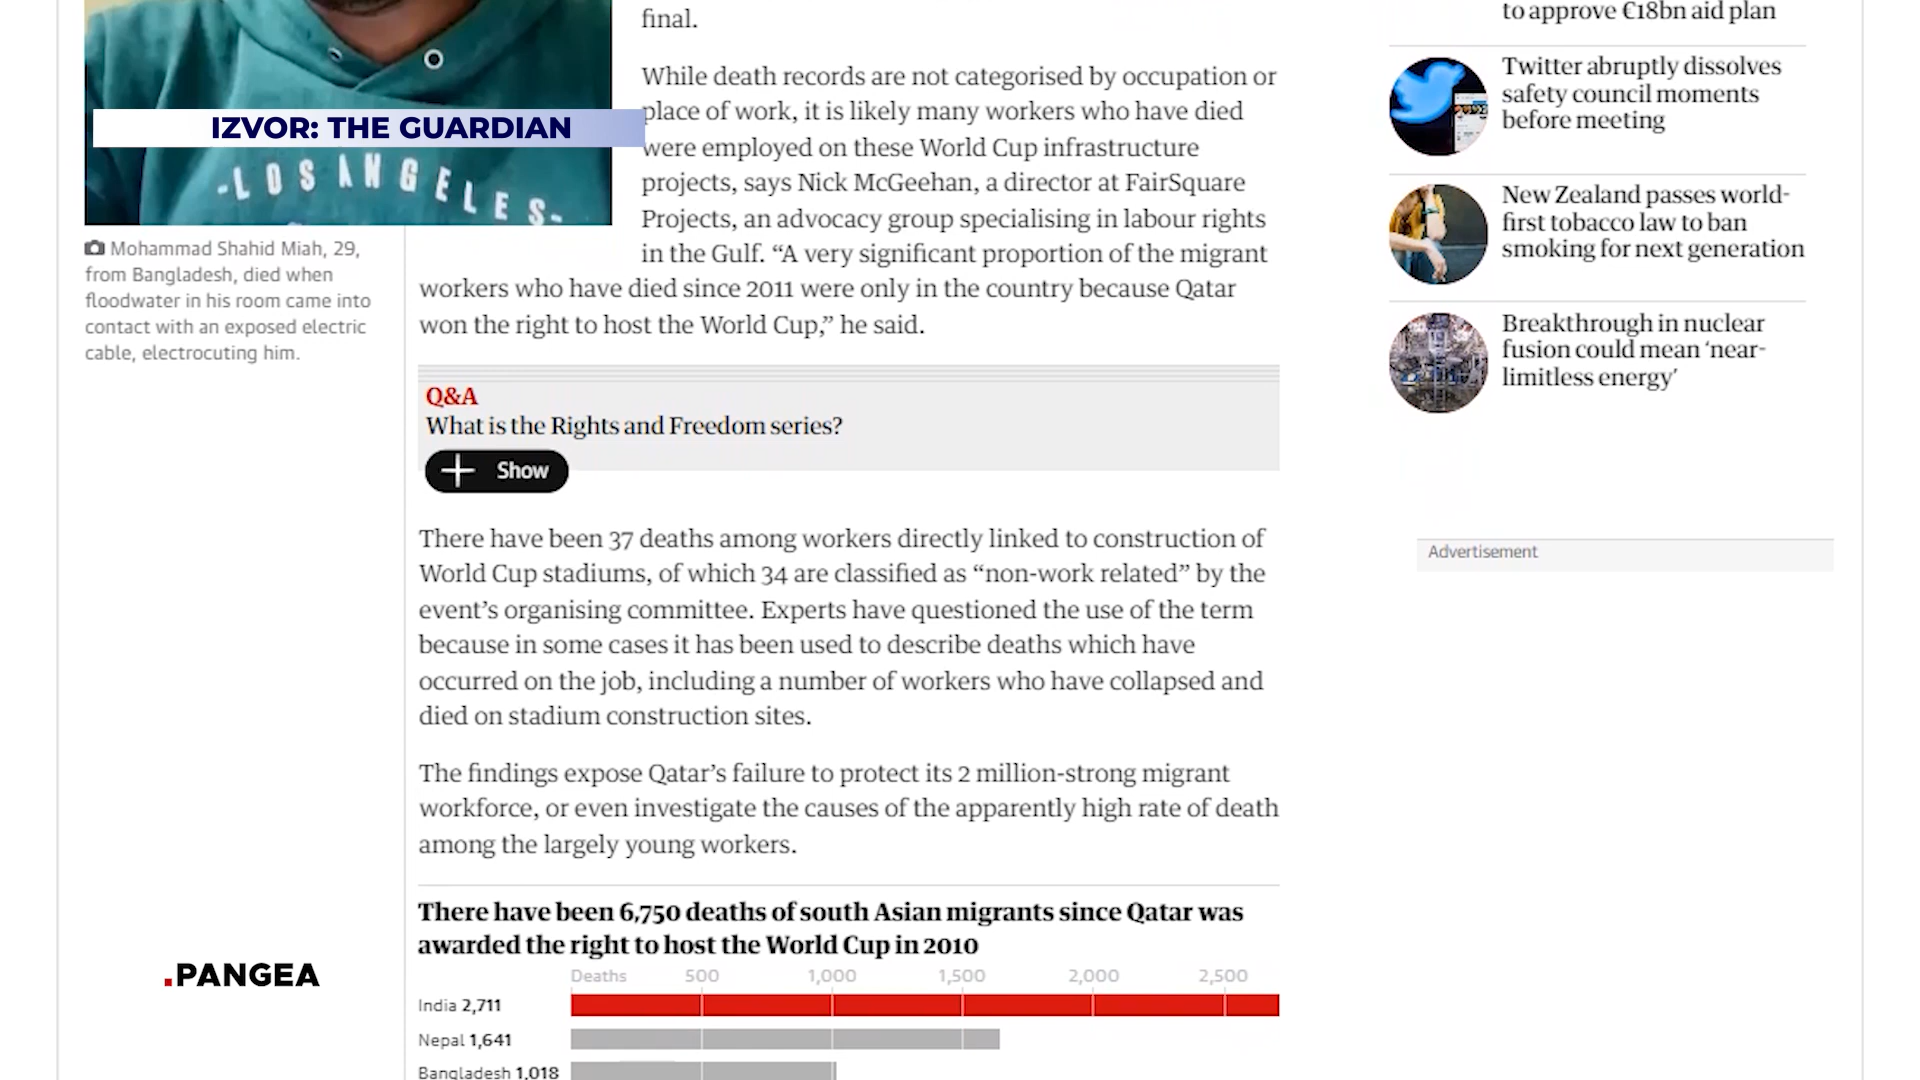 final.
While death records are not categorised by occupation or
place of work, it is likely many workers who have died
were employed on these World Cup infrastructure
projects, says Nick McGeehan, a director at FairSquare
Projects, an advocacy group specialising in labour rights
in the Gulf. “A very significant proportion of the migrant
workers who have died since 2011 were only in the country because Qatar
won the right to host the World Cup,” he said.
IZVOR: THE GUARDIAN
-LOS ANGELES-
Mohammad Shahid Miah, 29,
from Bangladesh, died when
floodwater in his room came into
contact with an exposed electric
cable, electrocuting him.
Q&A
What is the Rights and Freedom series?
Show
There have been 37 deaths among workers directly linked to construction of
World Cup stadiums, of which 34 are classified as “non-work related” by the
event’s organising committee. Experts have questioned the use of the term
because in some cases it has been used to describe deaths which have
occurred on the job, including a number of workers who have collapsed and
died on stadium construction sites.
The findings expose Qatar’s failure to protect its 2 million-strong migrant
workforce, or even investigate the causes of the apparently high rate of death
among the largely young workers.
There have been 6,750 deaths of south Asian migrants since Qatar was
awarded the right to host the World Cup in 2010
Deaths 500 1,000 1,500 2,000 2,500
India 2,711
Nepal 1,641
Bangladesh 1,018
.PANGEA
to approve €18bn aid plan
Twitter abruptly dissolves
safety council moments
before meeting
New Zealand passes world-
first tobacco law to ban
smoking for next generation
Breakthrough in nuclear
fusion could mean ‘near-
limitless energy’
Advertisement